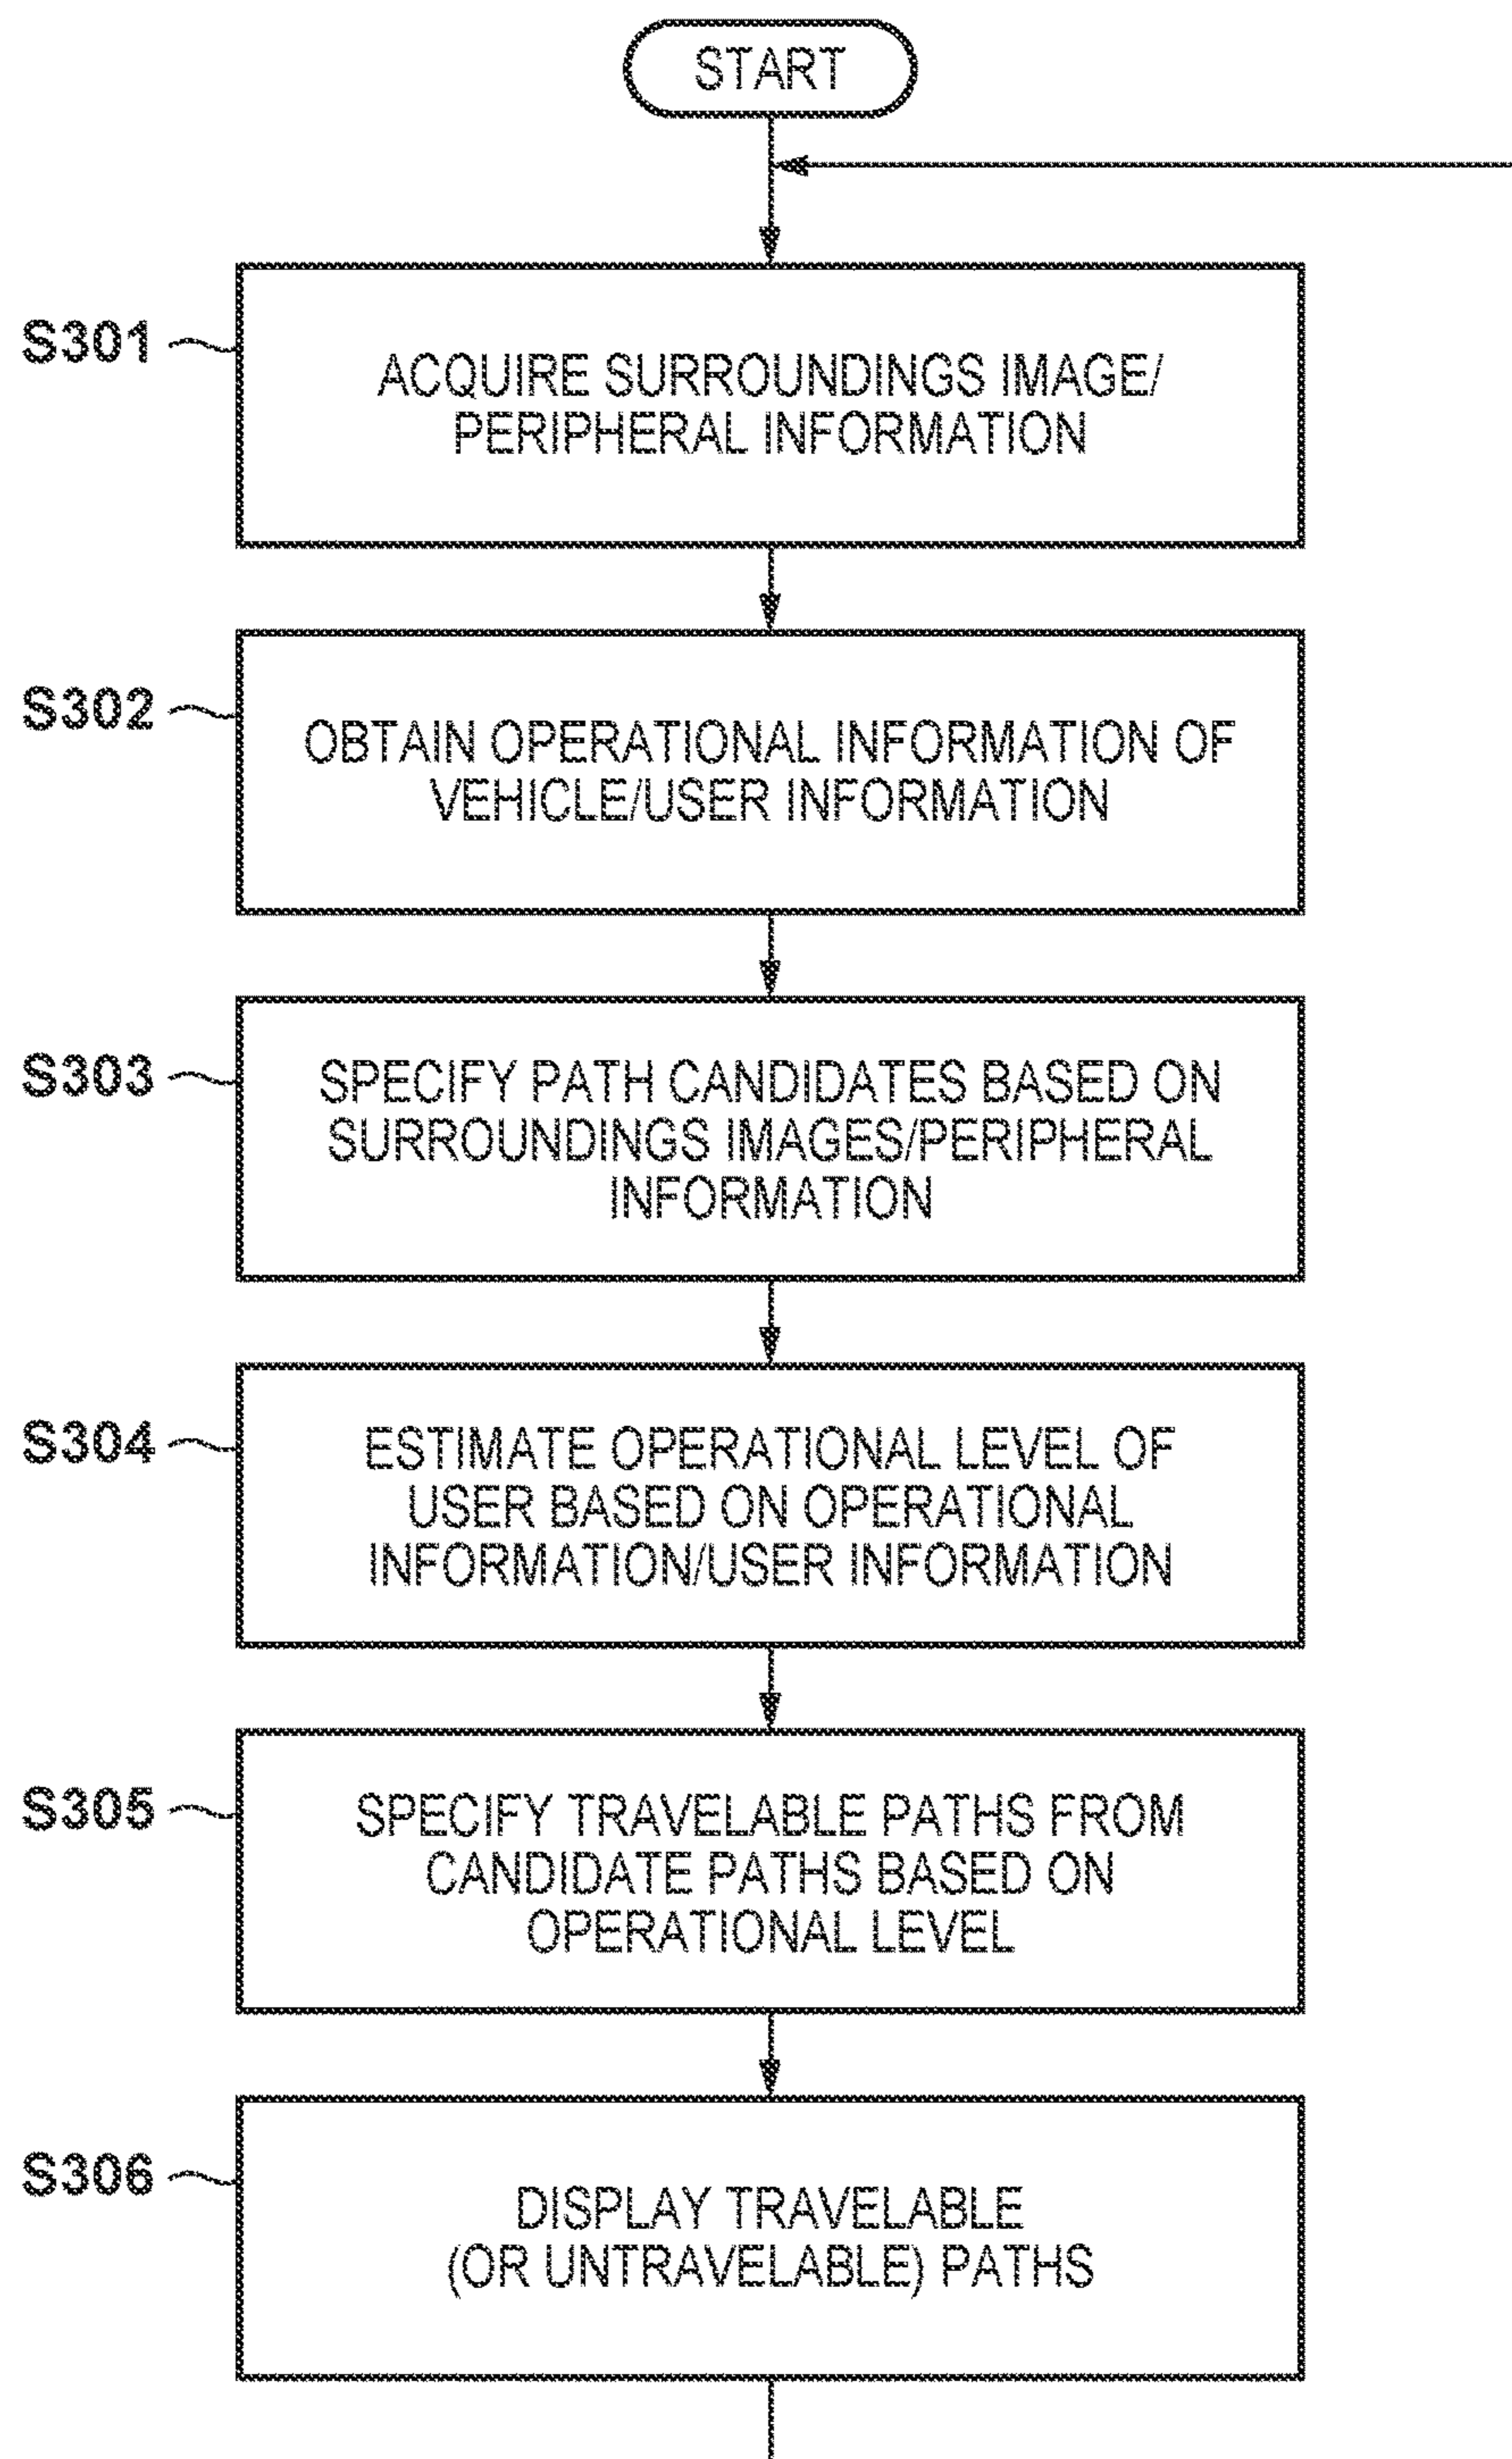 START
S301
ACQUIRE SURROUNDINGS IMAGE/
PERIPHERAL INFORMATION
S302
OBTAIN OPERATIONAL INFORMATION OF
VEHICLE/USER INFORMATION
S303
SPECIFY PATH CANDIDATES BASED ON
SURROUNDINGS IMAGES/PERIPHERAL
INFORMATION
S304
ESTIMATE OPERATIONAL LEVEL OF
USER BASED ON OPERATIONAL
INFORMATION/USER INFORMATION
S305
SPECIFY TRAVELABLE PATHS FROM
CANDIDATE PATHS BASED ON
OPERATIONAL LEVEL
S306
DISPLAY TRAVELABLE
(OR UNTRAVELABLE) PATHS